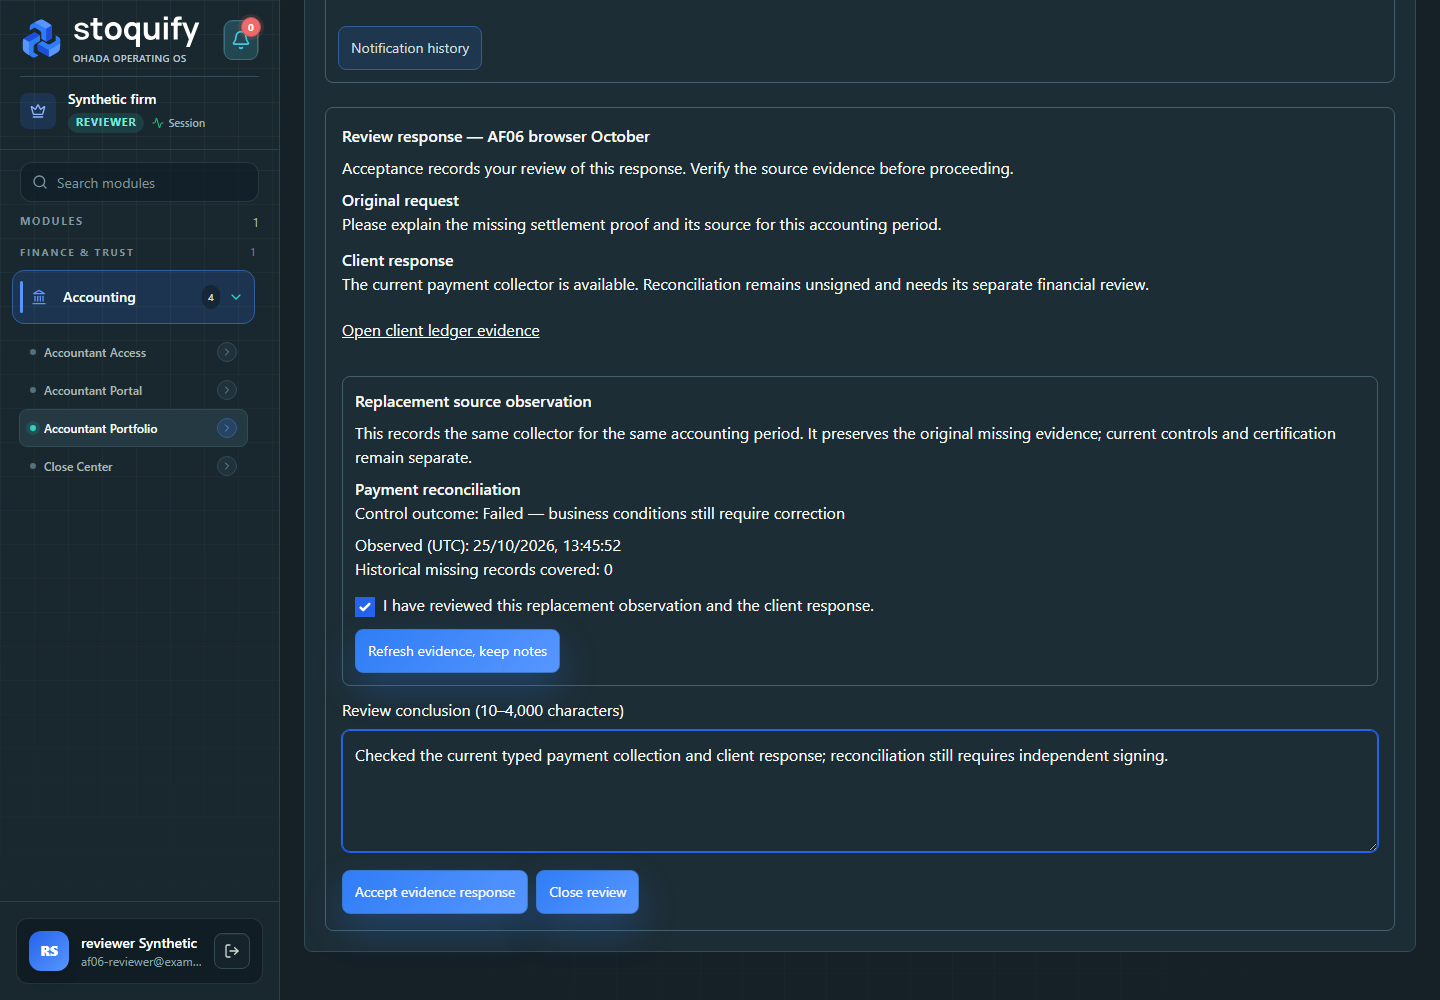 stoquify
OHADA OPERATING OS
0
Synthetic firm
REVIEWER
Session
Search modules
MODULES
1
FINANCE & TRUST
1
Accounting
4
Accountant Access
Accountant Portal
Accountant Portfolio
Close Center
RS
reviewer Synthetic
af06-reviewer@exam...
Notification history
Review response — AF06 browser October
Acceptance records your review of this response. Verify the source evidence before proceeding.
Original request
Please explain the missing settlement proof and its source for this accounting period.
Client response
The current payment collector is available. Reconciliation remains unsigned and needs its separate financial review.
Open client ledger evidence
Replacement source observation
This records the same collector for the same accounting period. It preserves the original missing evidence; current controls and certification
remain separate.
Payment reconciliation
Control outcome: Failed — business conditions still require correction
Observed (UTC): 25/10/2026, 13:45:52
Historical missing records covered: 0
I have reviewed this replacement observation and the client response.
Refresh evidence, keep notes
Review conclusion (10–4,000 characters)
Checked the current typed payment collection and client response; reconciliation still requires independent signing.
Accept evidence response
Close review